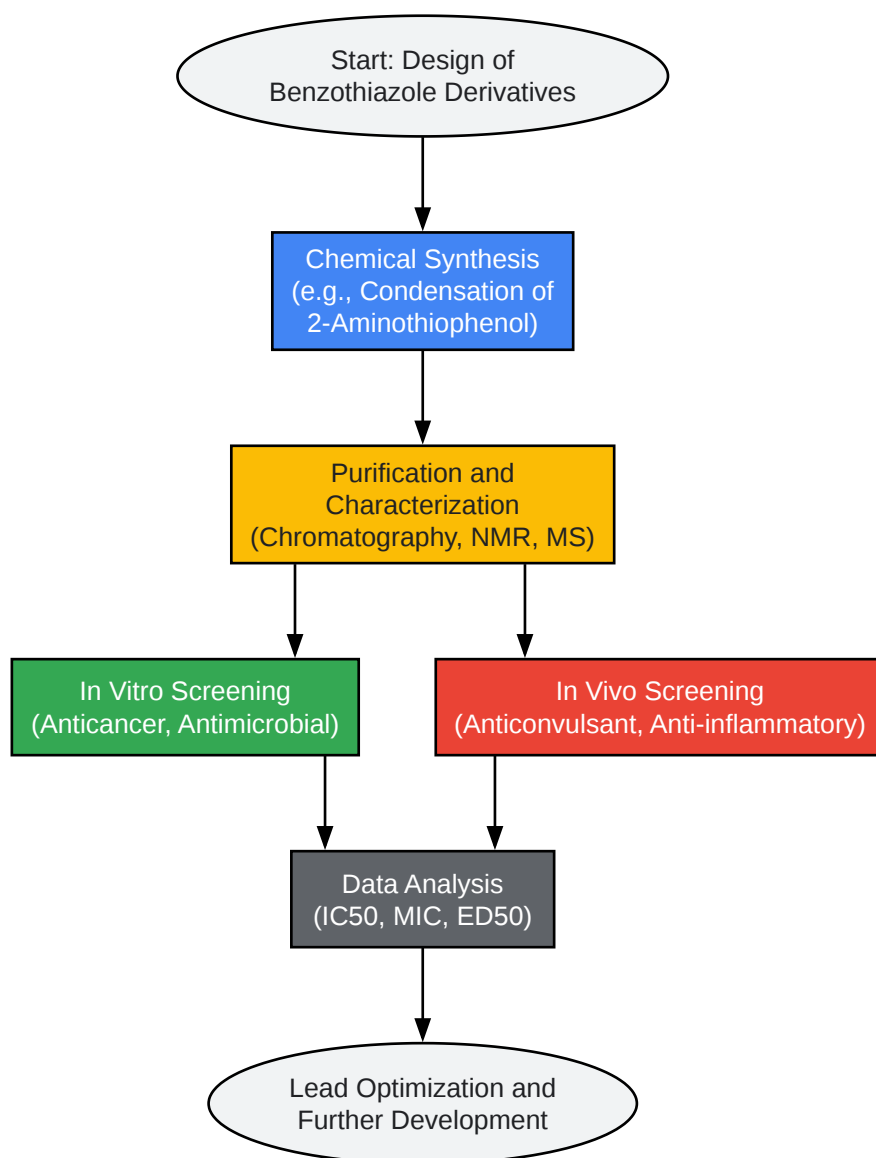 Start: Design of
Benzothiazole Derivatives
Chemical Synthesis
(e.g., Condensation of
2-Aminothiophenol)
Purification and
Characterization
(Chromatography, NMR, MS)
In Vitro Screening
(Anticancer, Antimicrobial)
In Vivo Screening
(Anticonvulsant, Anti-inflammatory)
Data Analysis
(IC50, MIC, ED50)
Lead Optimization and
Further Development